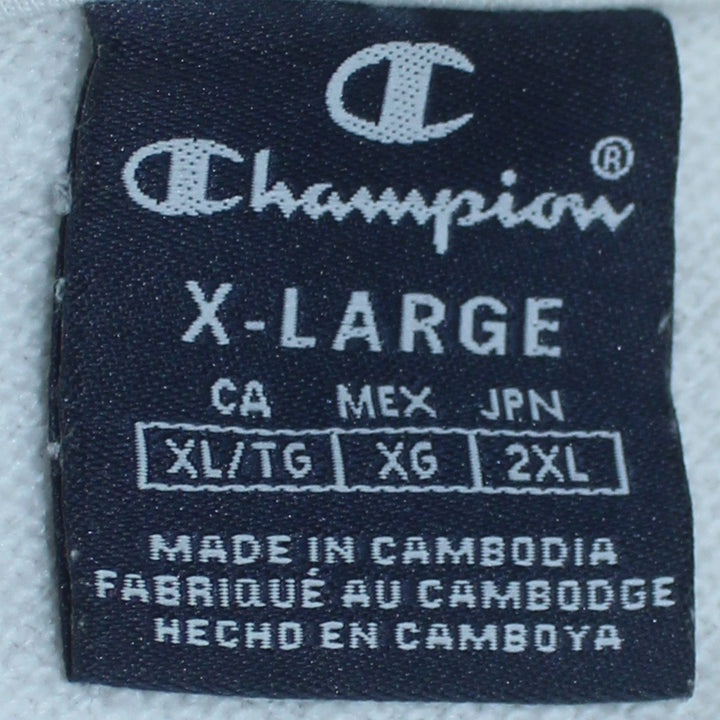 C
Champion®
X-LARGE
CA MEX JPN
XL/TG XG 2XL
MADE IN CAMBODIA
FABRIQUÉ AU CAMBODGE
HECHO EN CAMBOYA